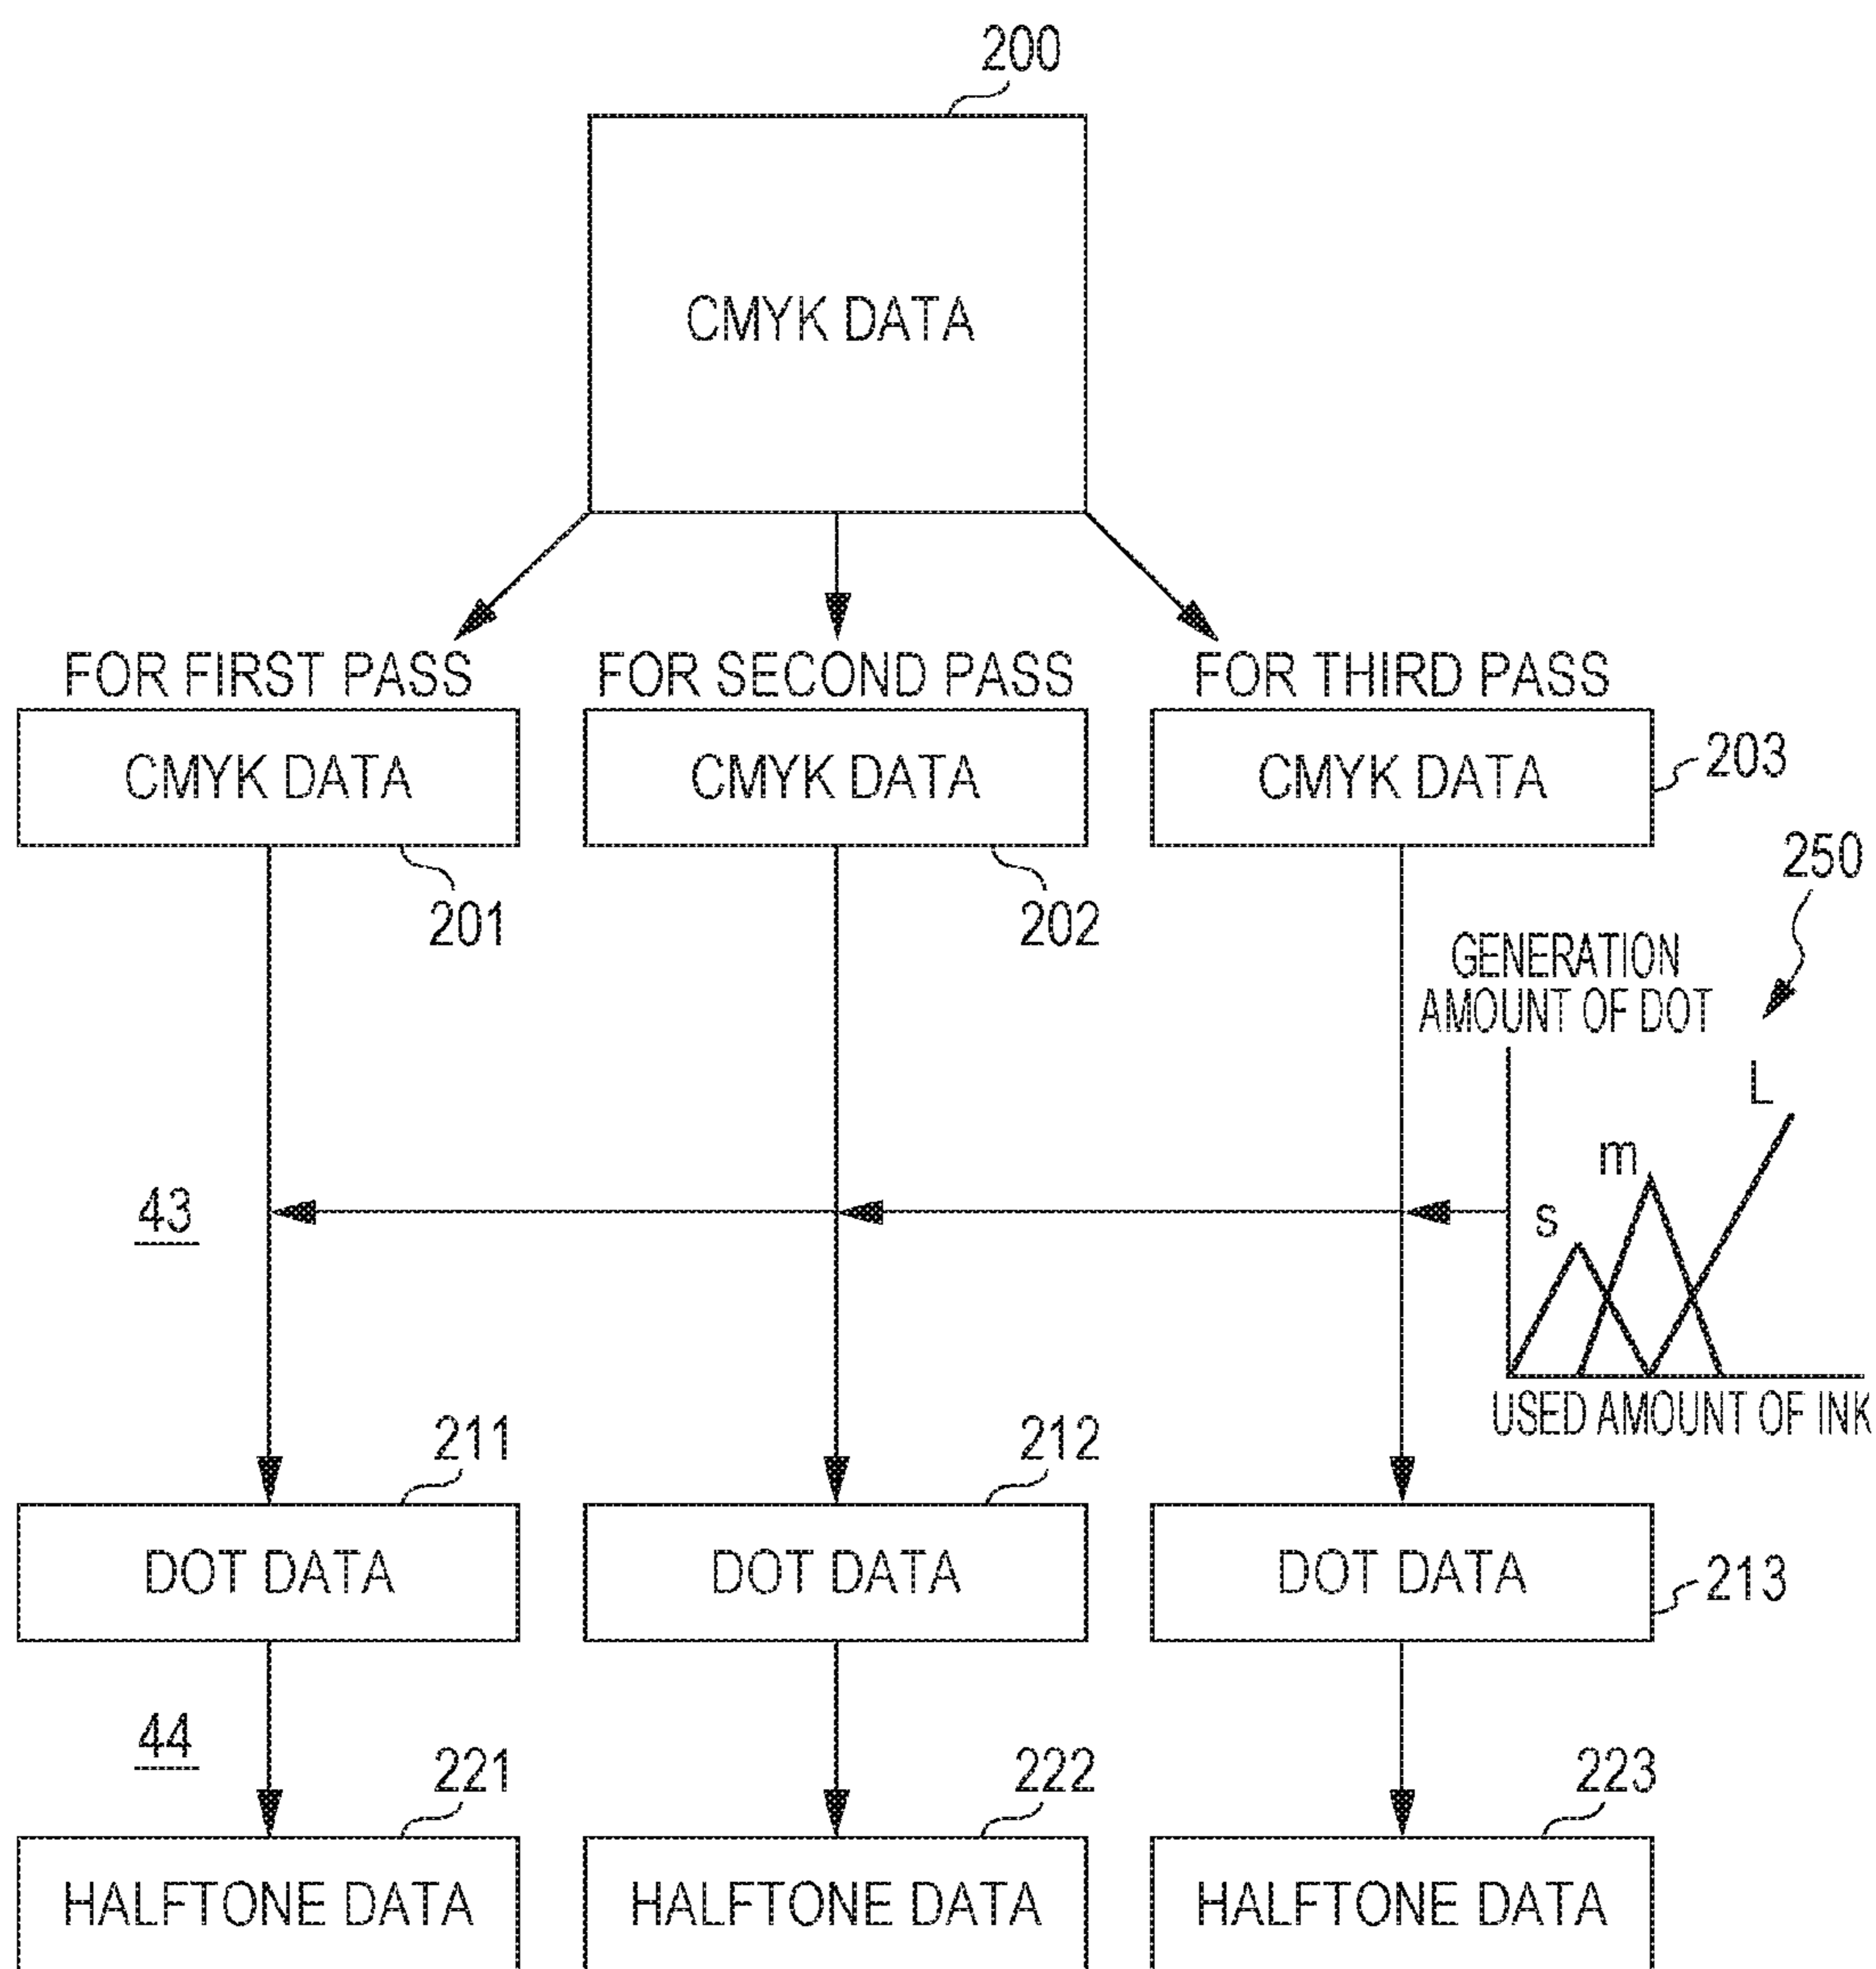 200
CMYK DATA
FOR FIRST PASS
FOR SECOND PASS
FOR THIRD PASS
CMYK DATA
CMYK DATA
CMYK DATA
203
201
202
250
GENERATION
AMOUNT OF DOT
L
m
s
43
USED AMOUNT OF INK
211
212
DOT DATA
DOT DATA
DOT DATA
213
44
221
222
223
HALFTONE DATA
HALFTONE DATA
HALFTONE DATA